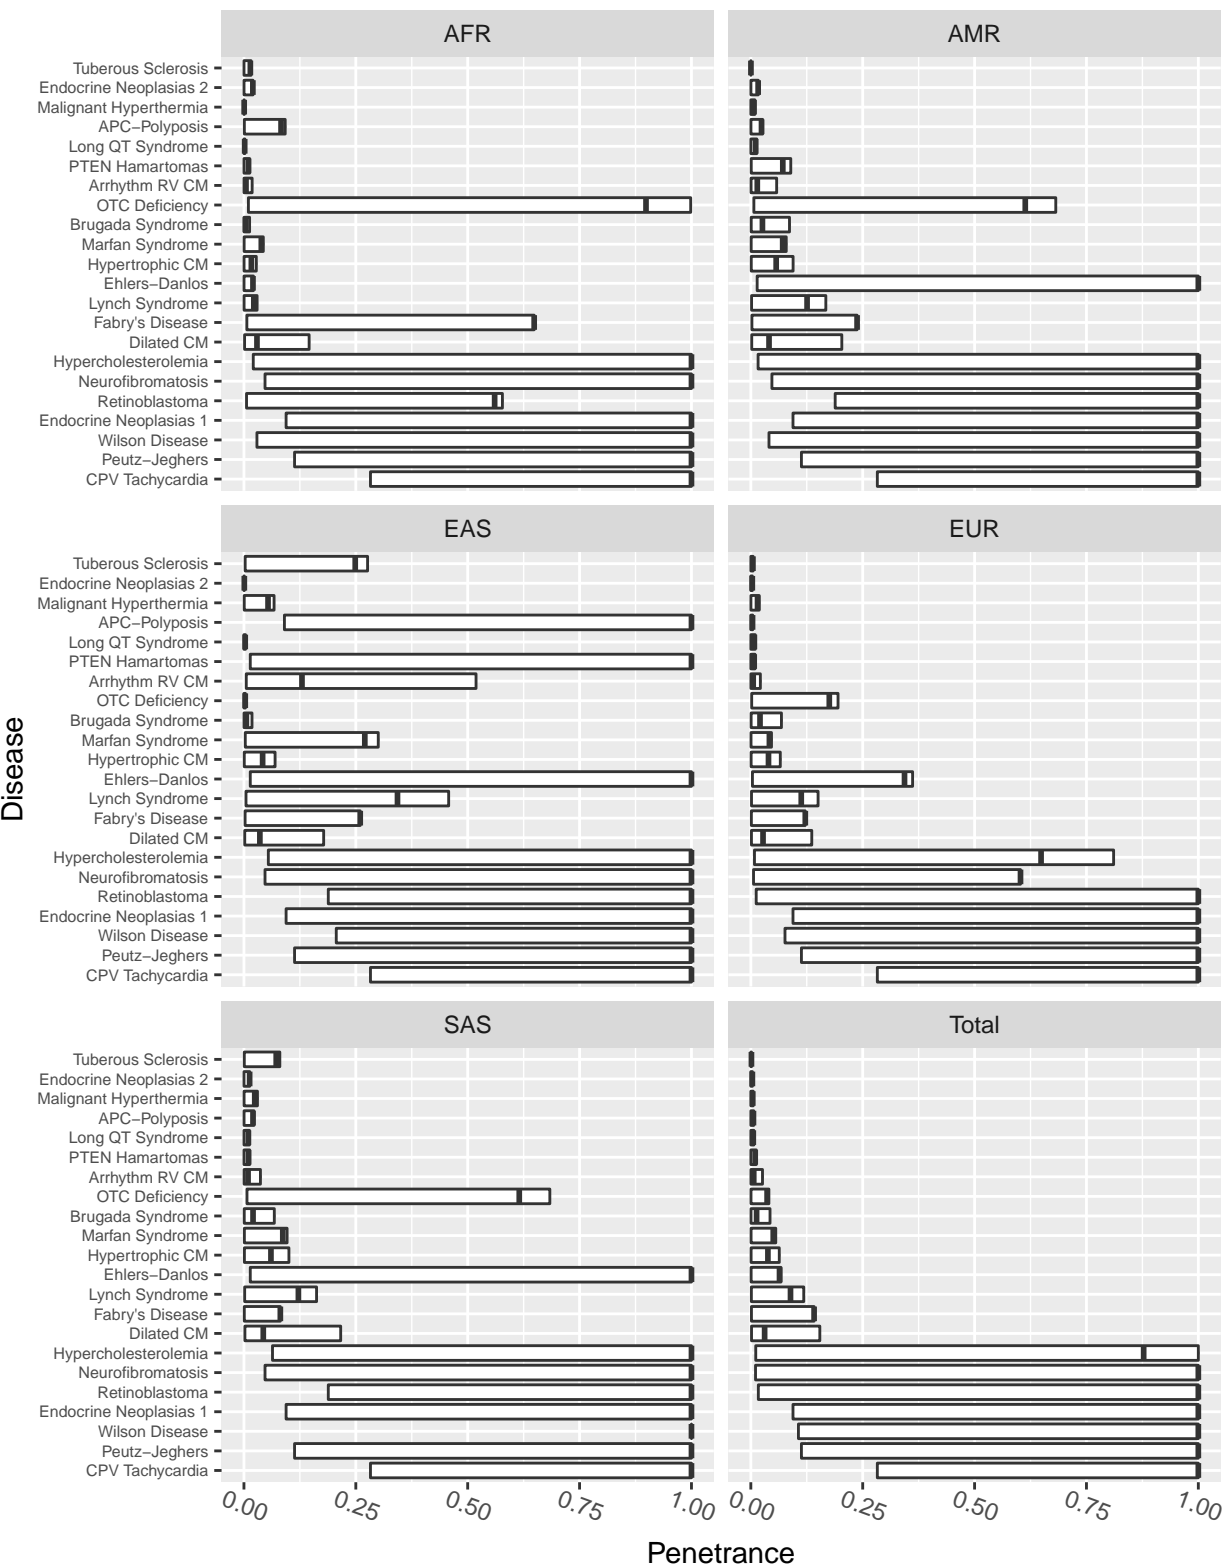 AFR
AMR
Tuberous Sclerosis
Endocrine Neoplasias 2
Malignant Hyperthermia
APC−Polyposis
Long QT Syndrome
PTEN Hamartomas
Arrhythm RV CM
OTC Deficiency
Brugada Syndrome
Marfan Syndrome
Hypertrophic CM
Ehlers−Danlos
Lynch Syndrome
Fabry's Disease
Dilated CM
Hypercholesterolemia
Neurofibromatosis
Retinoblastoma
Endocrine Neoplasias 1
Wilson Disease
Peutz−Jeghers
CPV Tachycardia
EAS
EUR
Tuberous Sclerosis
Endocrine Neoplasias 2
Malignant Hyperthermia
APC−Polyposis
Long QT Syndrome
PTEN Hamartomas
Arrhythm RV CM
OTC Deficiency
Brugada Syndrome
Marfan Syndrome
Hypertrophic CM
Ehlers−Danlos
Lynch Syndrome
Fabry's Disease
Dilated CM
Hypercholesterolemia
Neurofibromatosis
Retinoblastoma
Endocrine Neoplasias 1
Wilson Disease
Peutz−Jeghers
CPV Tachycardia
Disease
SAS
Total
Tuberous Sclerosis
Endocrine Neoplasias 2
Malignant Hyperthermia
APC−Polyposis
Long QT Syndrome
PTEN Hamartomas
Arrhythm RV CM
OTC Deficiency
Brugada Syndrome
Marfan Syndrome
Hypertrophic CM
Ehlers−Danlos
Lynch Syndrome
Fabry's Disease
Dilated CM
Hypercholesterolemia
Neurofibromatosis
Retinoblastoma
Endocrine Neoplasias 1
Wilson Disease
Peutz−Jeghers
CPV Tachycardia
0.00 0.25 0.50 0.75 1.00 0.00 0.25 0.50 0.75 1.00
Penetrance